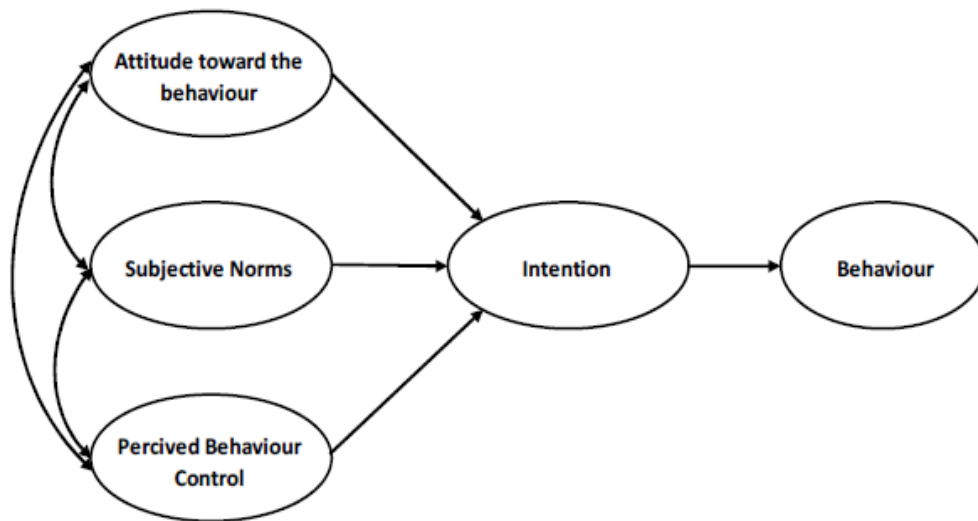 Attitude toward the
behaviour
Subjective Norms
Intention
Behaviour
Percived Behaviour
Control